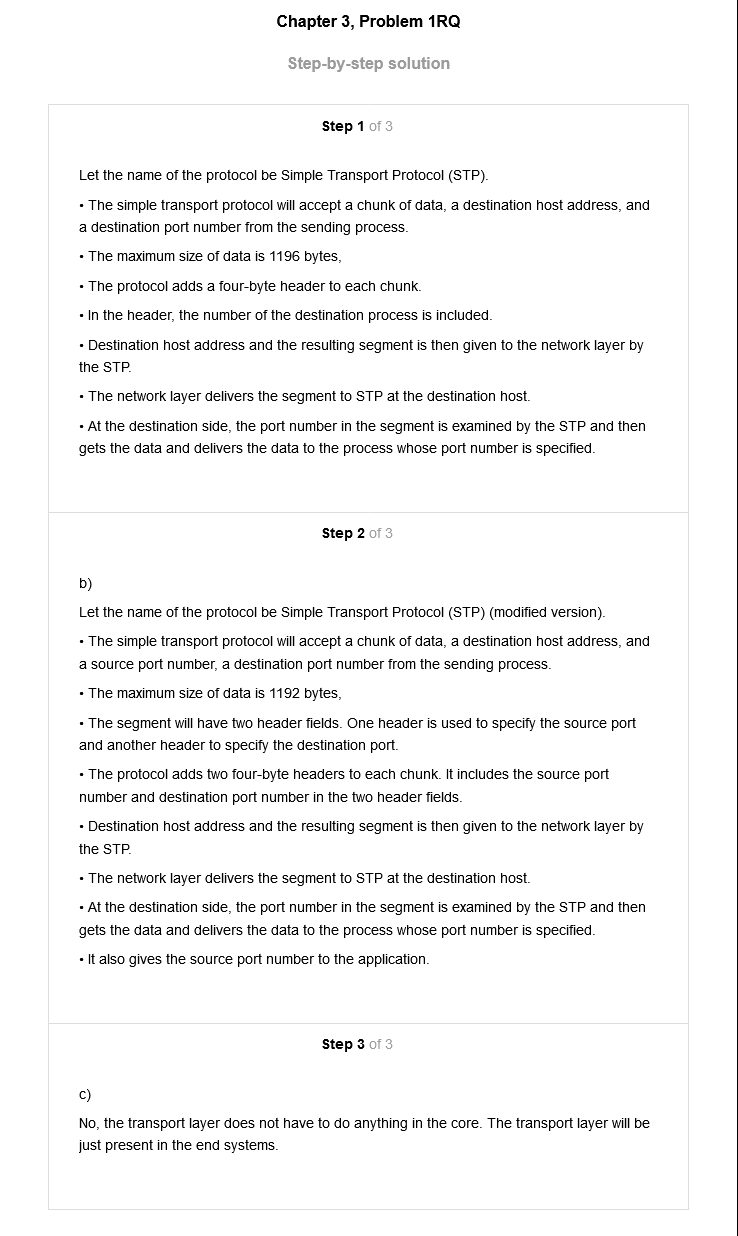 Chapter 3, Problem 1RQ
Step-by-step solution
Step 1 of 3
Let the name of the protocol be Simple Transport Protocol (STP).
• The simple transport protocol will accept a chunk of data, a destination host address, and
a destination port number from the sending process.
• The maximum size of data is 1196 bytes,
• The protocol adds a four-byte header to each chunk.
• In the header, the number of the destination process is included.
• Destination host address and the resulting segment is then given to the network layer by
the STP.
• The network layer delivers the segment to STP at the destination host.
• At the destination side, the port number in the segment is examined by the STP and then
gets the data and delivers the data to the process whose port number is specified.
Step 2 of 3
b)
Let the name of the protocol be Simple Transport Protocol (STP) (modified version).
• The simple transport protocol will accept a chunk of data, a destination host address, and
a source port number, a destination port number from the sending process.
• The maximum size of data is 1192 bytes,
• The segment will have two header fields. One header is used to specify the source port
and another header to specify the destination port.
• The protocol adds two four-byte headers to each chunk. It includes the source port
number and destination port number in the two header fields.
• Destination host address and the resulting segment is then given to the network layer by
the STP.
• The network layer delivers the segment to STP at the destination host.
• At the destination side, the port number in the segment is examined by the STP and then
gets the data and delivers the data to the process whose port number is specified.
• It also gives the source port number to the application.
Step 3 of 3
c)
No, the transport layer does not have to do anything in the core. The transport layer will be
just present in the end systems.